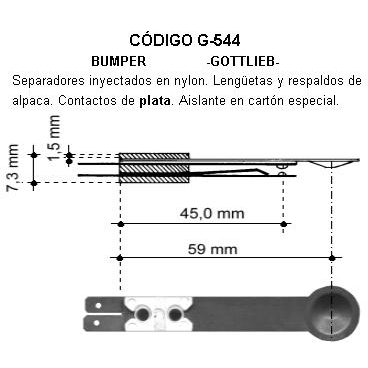 CÓDIGO G-544
BUMPER -GOTTLIEB-
Separadores inyectados en nylon. Lengüetas y respaldos de
alpaca. Contactos de plata. Aislante en cartón especial.
1,5 mm
7,3 mm
45,0 mm
59 mm